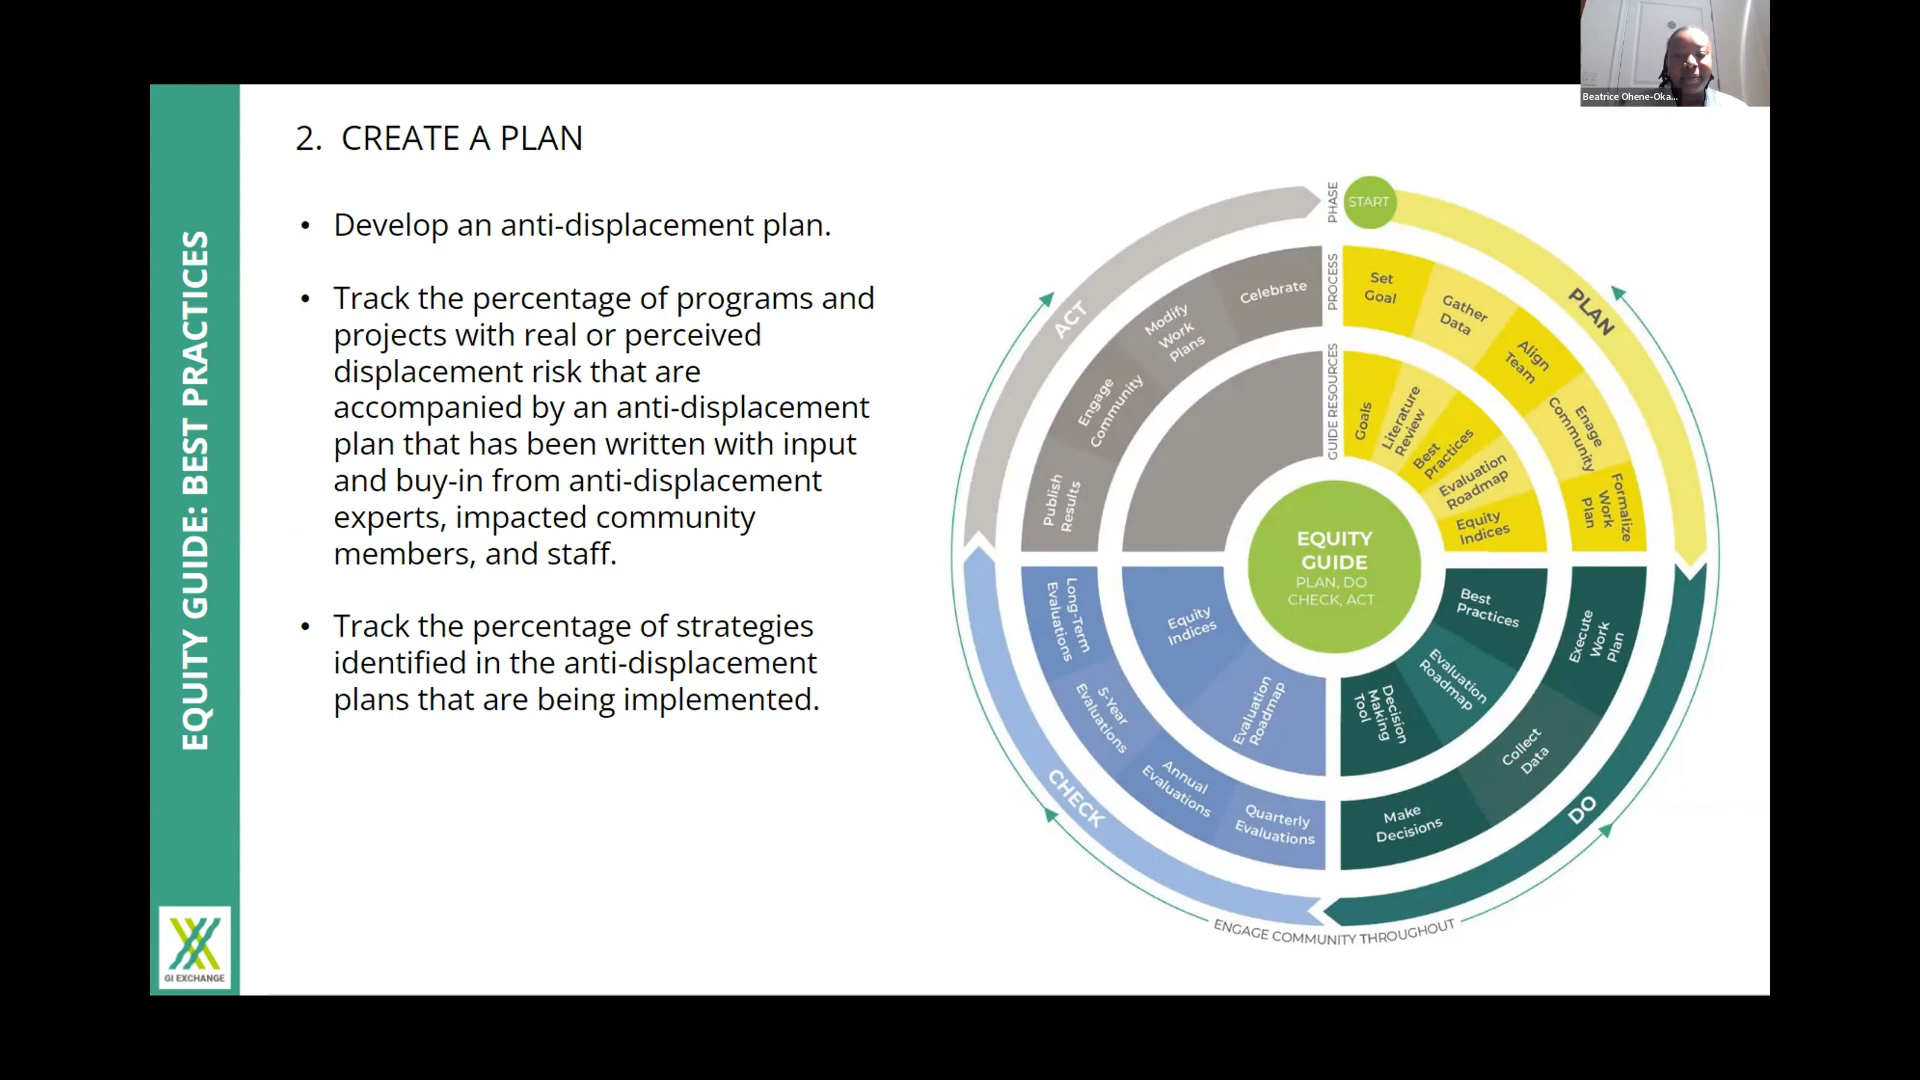 Beatrice Ohene-Oka...
EQUITY GUIDE: BEST PRACTICES
GI EXCHANGE
2. CREATE A PLAN
• Develop an anti-displacement plan.
• Track the percentage of programs and
projects with real or perceived
displacement risk that are
accompanied by an anti-displacement
plan that has been written with input
and buy-in from anti-displacement
experts, impacted community
members, and staff.
• Track the percentage of strategies
identified in the anti-displacement
plans that are being implemented.
PHASE
START
PROCESS
GUIDE RESOURCES
PLAN
Set
Goal
Gather
Data
Align
Team
Enage
Community
Formalize
Work
Plan
Goals
Literature
Review
Best
Practices
Evaluation
Roadmap
Equity
Indices
DO
Execute
Work
Plan
Collect
Data
Make
Decisions
Best
Practices
Evaluation
Roadmap
Decision
Making
Tool
CHECK
Quarterly
Evaluations
Annual
Evaluations
5-Year
Evaluations
Long-Term
Evaluations
Evaluation
Roadmap
Equity
Indices
ACT
Publish
Results
Engage
Community
Modify
Work
Plans
Celebrate
EQUITY
GUIDE
PLAN, DO
CHECK, ACT
ENGAGE COMMUNITY THROUGHOUT